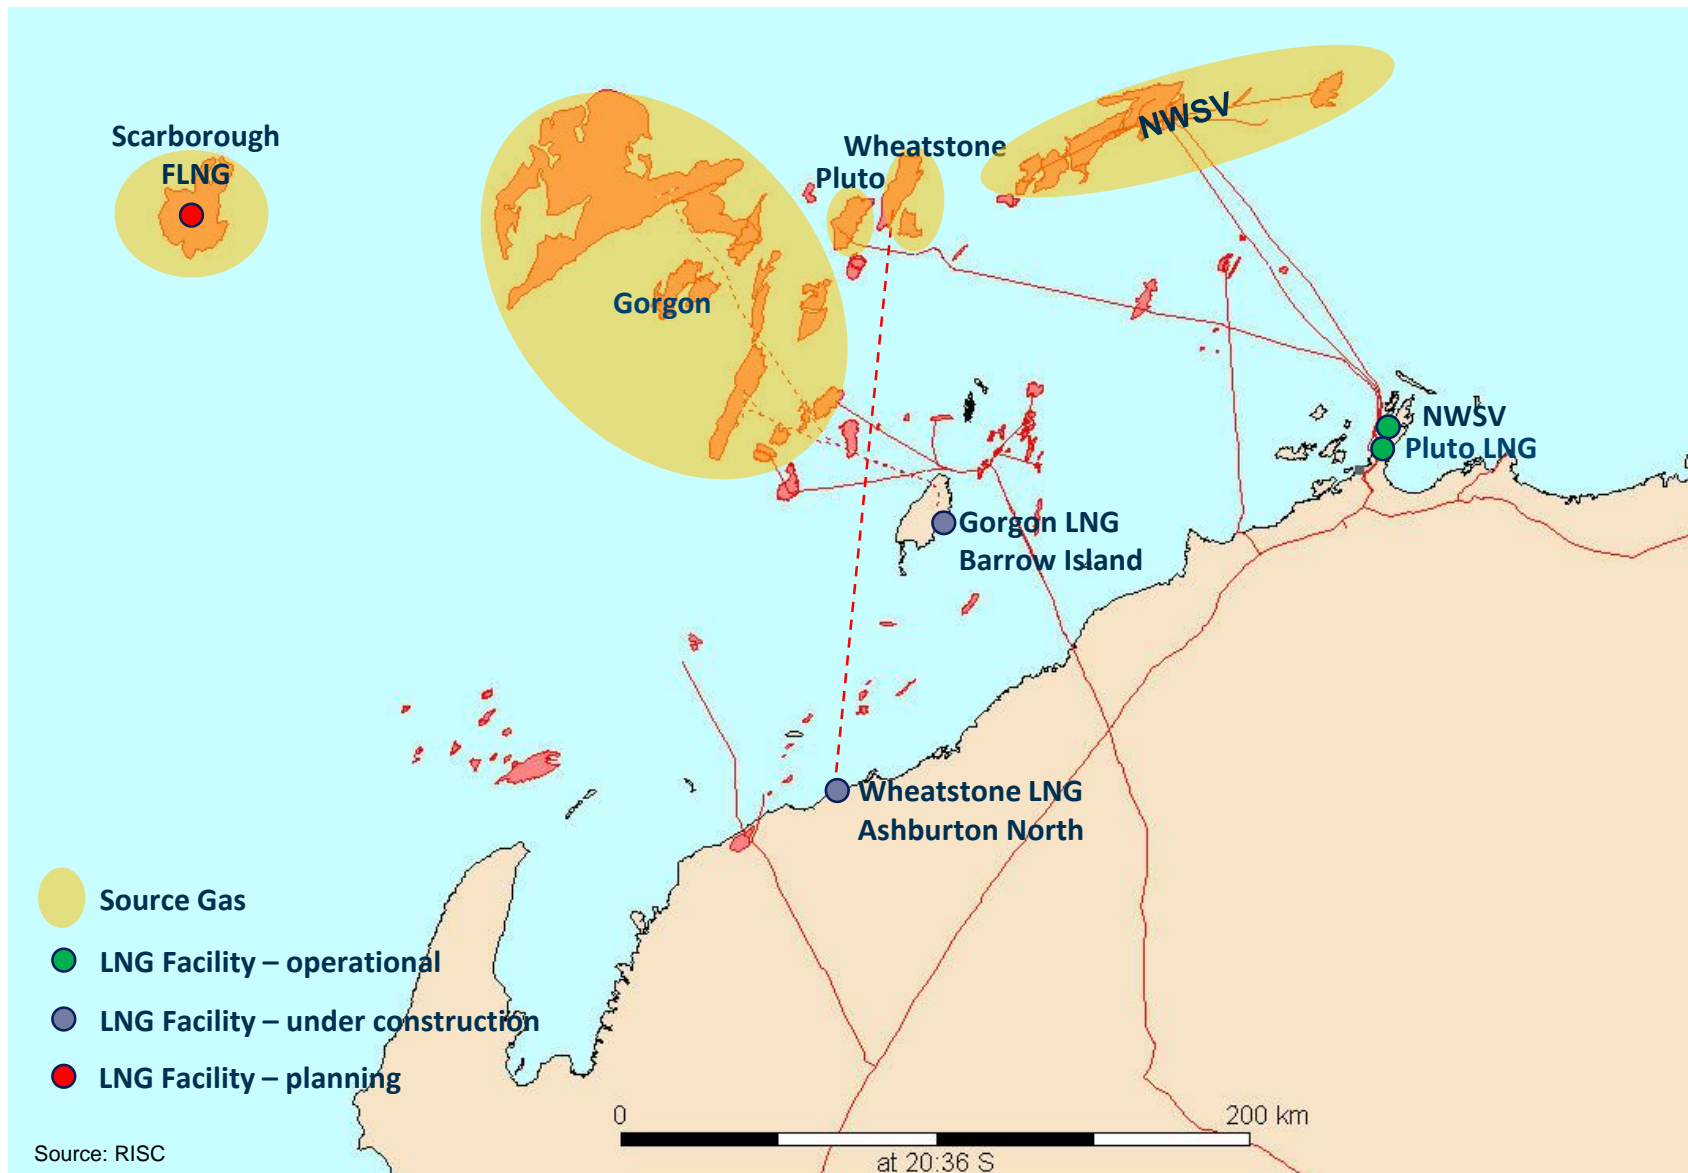 NWSV
Scarborough
FLNG
Wheatstone
Pluto
Gorgon
NWSV
Pluto LNG
Gorgon LNG
Barrow Island
Wheatstone LNG
Ashburton North
Source Gas
LNG Facility – operational
LNG Facility – under construction
LNG Facility – planning
0 200 km
at 20:36 S
Source: RISC